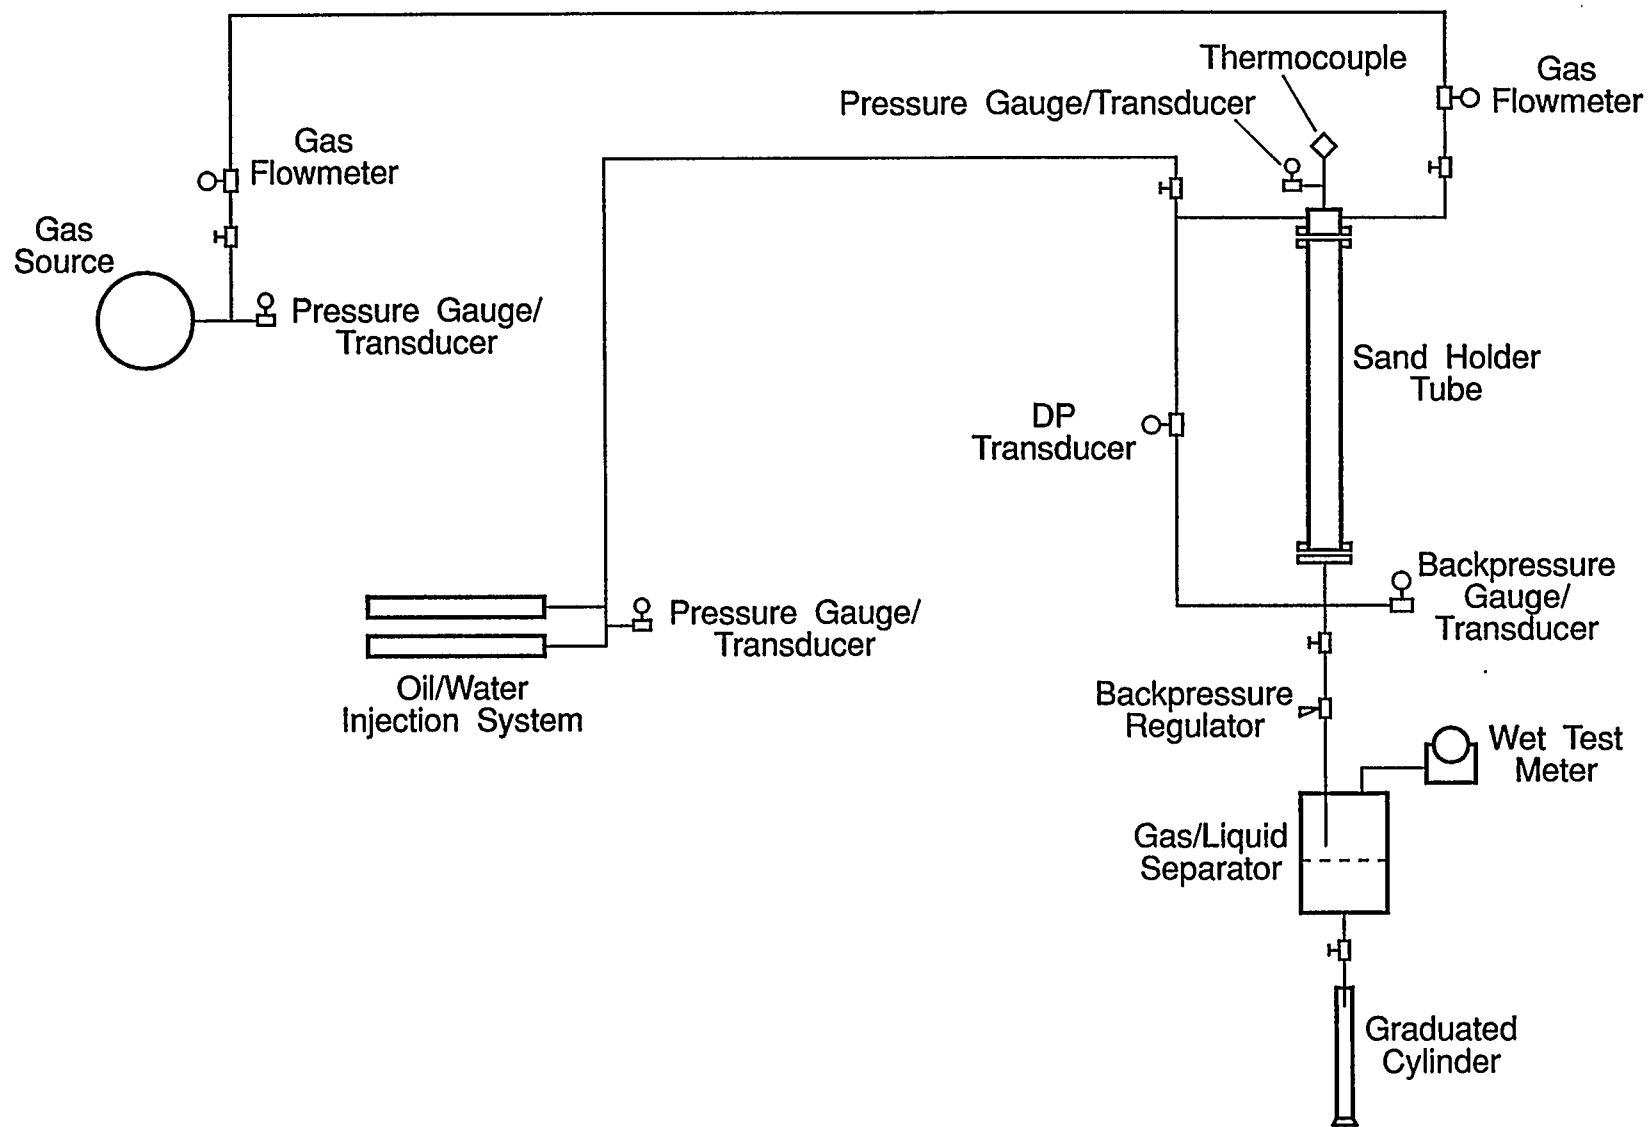 Thermocouple
Gas
Flowmeter
Pressure Gauge/Transducer
Gas
Flowmeter
Gas
Source
Pressure Gauge/
Transducer
Sand Holder
Tube
DP
Transducer
Backpressure
Gauge/
Transducer
Pressure Gauge/
Transducer
Oil/Water
Injection System
Backpressure
Regulator
Wet Test
Meter
Gas/Liquid
Separator
Graduated
Cylinder